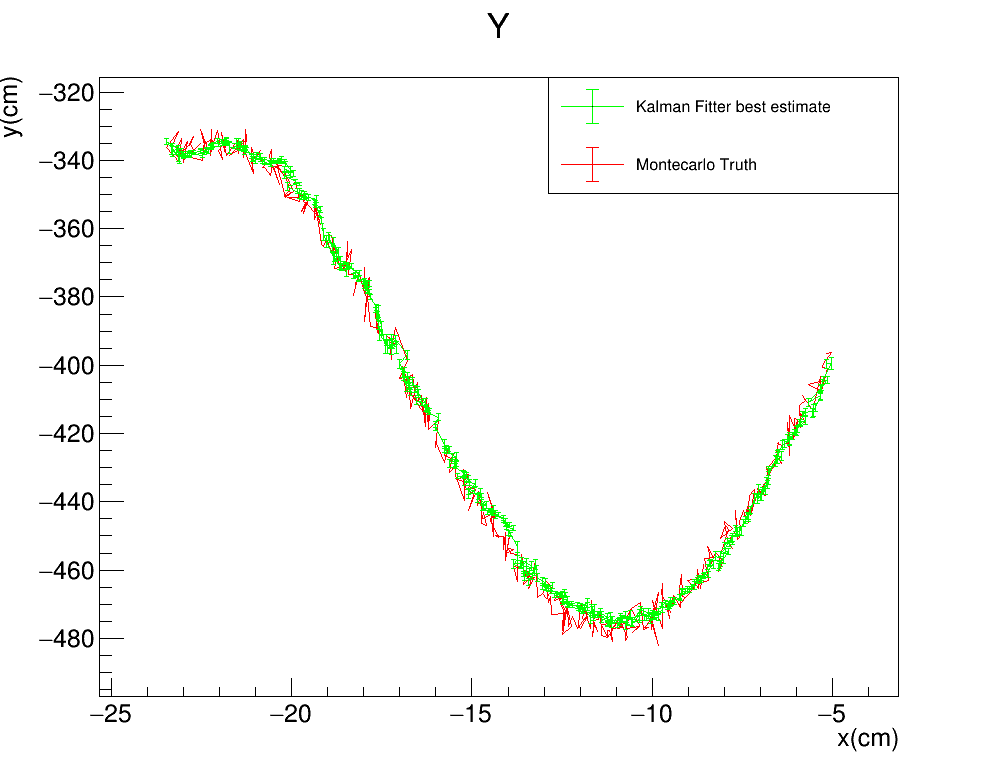 Y
y(cm)
Kalman Fitter best estimate
Montecarlo Truth
−320
−340
−360
−380
−400
−420
−440
−460
−480
−25 −20 −15 −10 −5
x(cm)